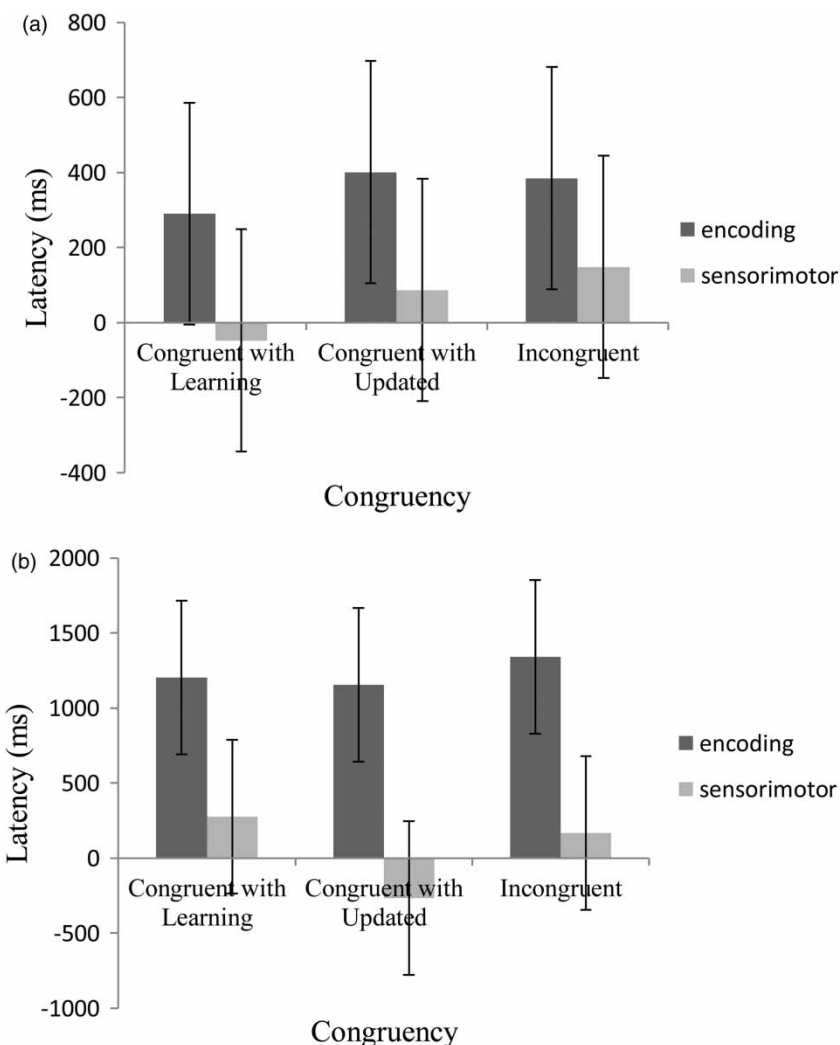 (a)
800
600
400
200
0
-200
-400
Latency (ms)
Congruent with
Learning
Congruent with
Updated
Incongruent
Congruency
encoding
sensorimotor
(b)
2000
1500
1000
500
0
-500
-1000
Latency (ms)
Congruent with
Learning
Congruent with
Updated
Incongruent
Congruency
encoding
sensorimotor